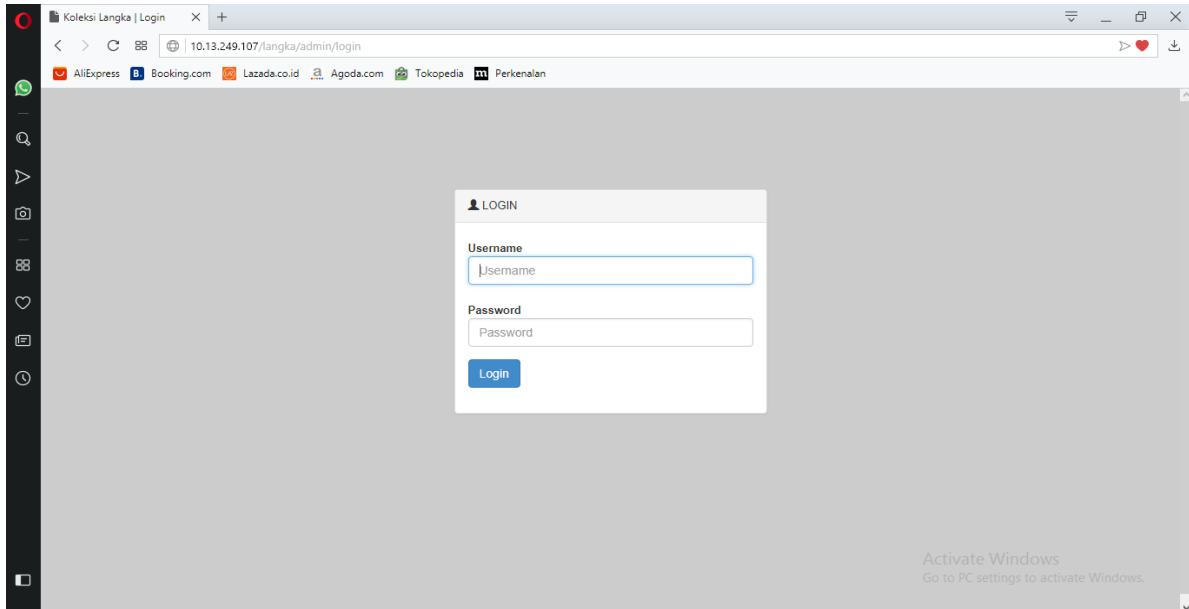 Koleksi Langka | Login
10.13.249.107/langka/admin/login
AliExpress B. Booking.com LAZ Lazada.co.id a Agoda.com Tokopedia m Perkenalan
LOGIN
Username
Username
Password
Password
Login
Activate Windows
Go to PC settings to activate Windows.